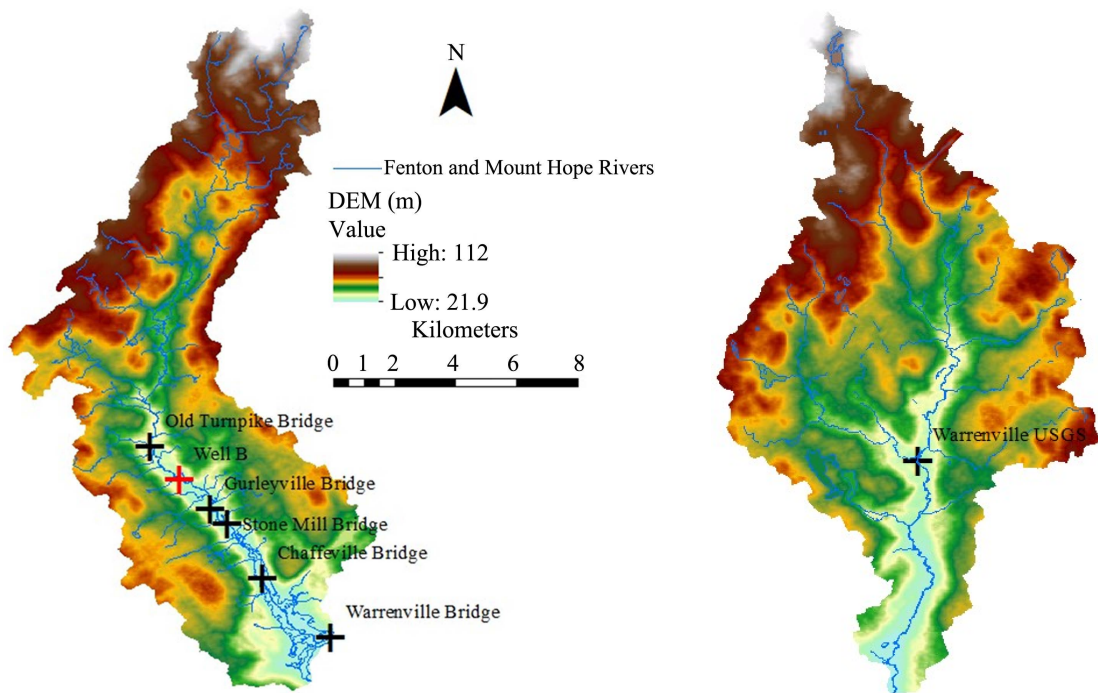 N
Fenton and Mount Hope Rivers
DEM (m)
Value
High: 112
Low: 21.9
Kilometers
0 1 2 4 6 8
Old Turnpike Bridge
Well B
Gurleyville Bridge
Stone Mill Bridge
Chaffeville Bridge
Warrenville Bridge
Warrenville USGS